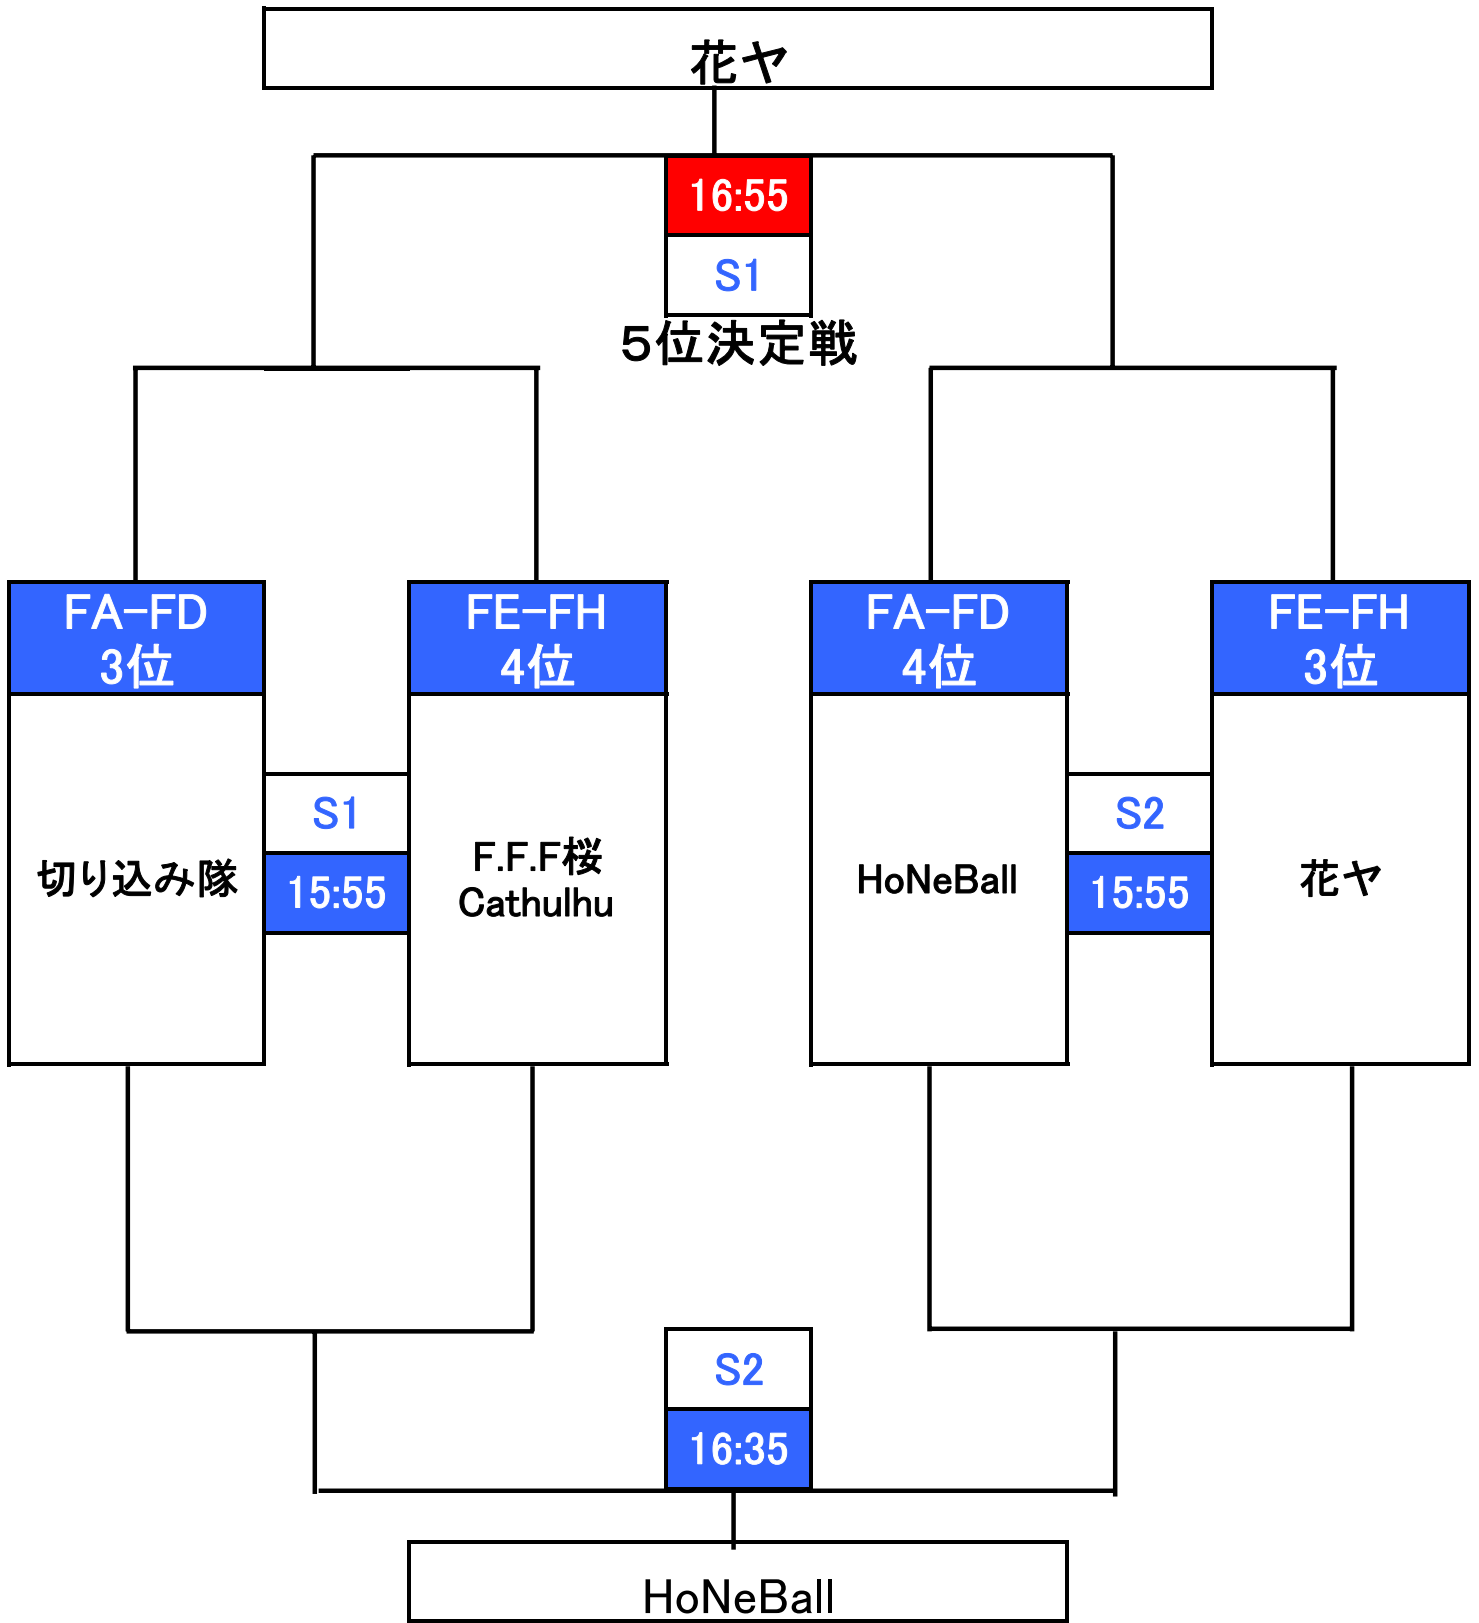 花ヤ
16:55
S1
５位決定戦
FA-FD
3位
FE-FH
4位
FA-FD
4位
FE-FH
3位
切り込み隊
S1
15:55
F.F.F桜
Cathulhu
HoNeBall
S2
15:55
花ヤ
S2
16:35
HoNeBall